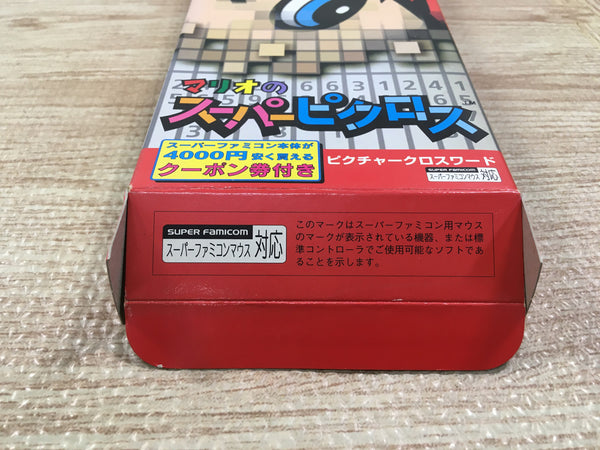 マリオの
スーパーピクロス
スーパーファミコン本体が
4000円安く買える
クーポン券付き
ピクチャークロスワード
SUPER FAMICOM
スーパーファミコンマウス対応
SUPER FAMICOM
スーパーファミコンマウス対応
このマークはスーパーファミコン用マウス
のマークが表示されている機器、または標
準コントローラでご使用可能なソフトであ
ることを示します。